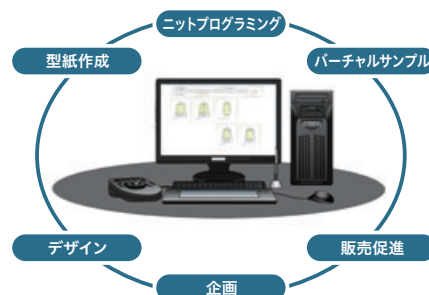 ニットプログラミング
型紙作成
バーチャルサンプル
デザイン
販売促進
企画